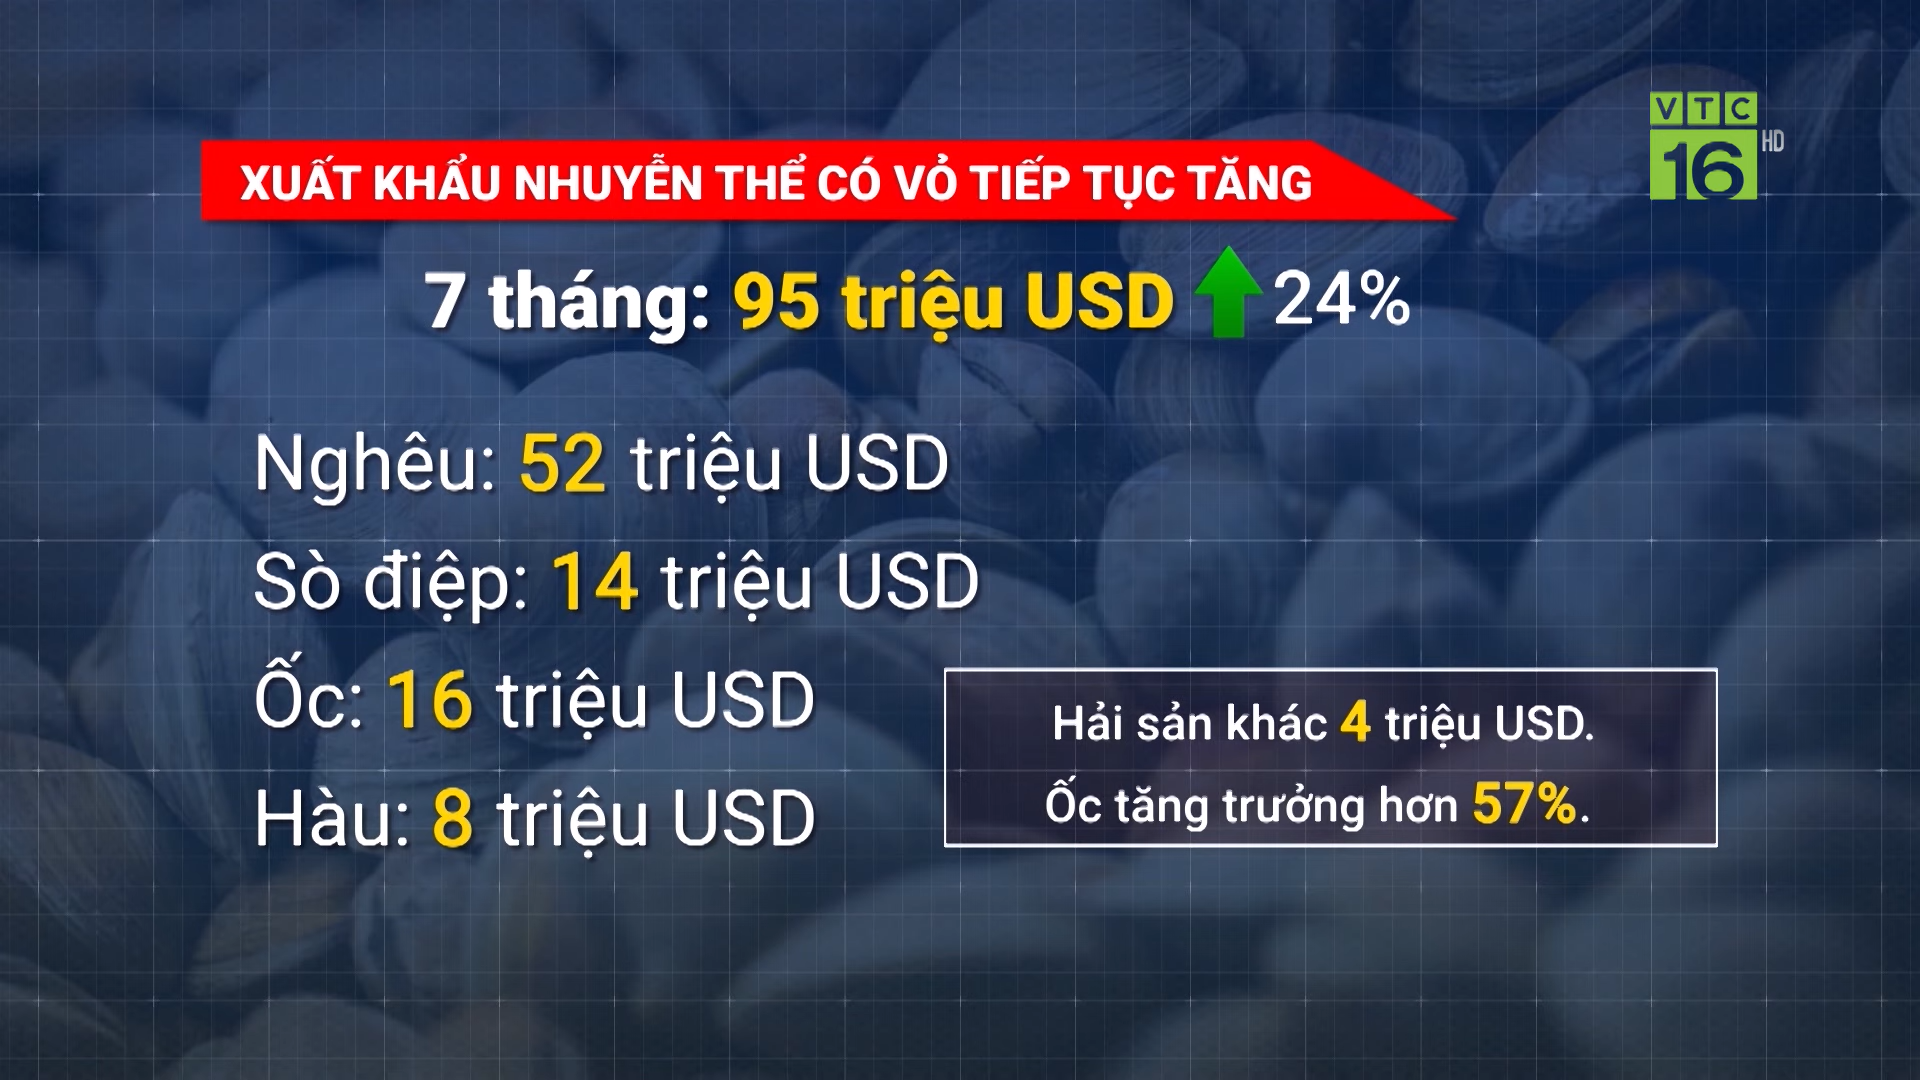 VTC
16 HD
XUẤT KHẨU NHUYỄN THỂ CÓ VỎ TIẾP TỤC TĂNG
7 tháng: 95 triệu USD 24%
Nghêu: 52 triệu USD
Sò điệp: 14 triệu USD
Ốc: 16 triệu USD
Hàu: 8 triệu USD
Hải sản khác 4 triệu USD.
Ốc tăng trưởng hơn 57%.